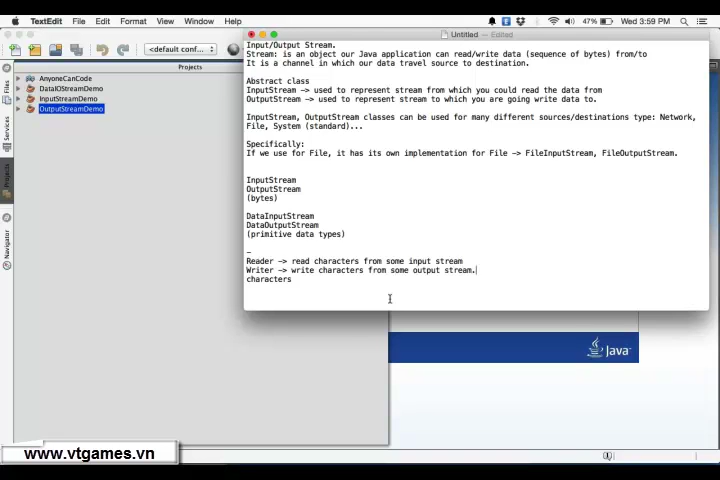 TextEdit File Edit Format View Window Help 47% Wed 3:59 PM
Untitled — Edited
<default conf...
Projects
Files
Services
Projects
Navigator
AnyoneCanCode
DataIOStreamDemo
InputStreamDemo
OutputStreamDemo
Input/Output Stream.
Stream: is an object our Java application can read/write data (sequence of bytes) from/to
It is a channel in which our data travel source to destination.
Abstract class
InputStream -> used to represent stream from which you could read the data from
OutputStream -> used to represent stream to which you are going write data to.
InputStream, OutputStream classes can be used for many different sources/destinations type: Network,
File, System (standard)...
Specifically:
If we use for File, it has its own implementation for File -> FileInputStream, FileOutputStream.
InputStream
OutputStream
(bytes)
DataInputStream
DataOutputStream
(primitive data types)
–
Reader -> read characters from some input stream
Writer -> write characters from some output stream.
characters
Java
www.vtgames.vn